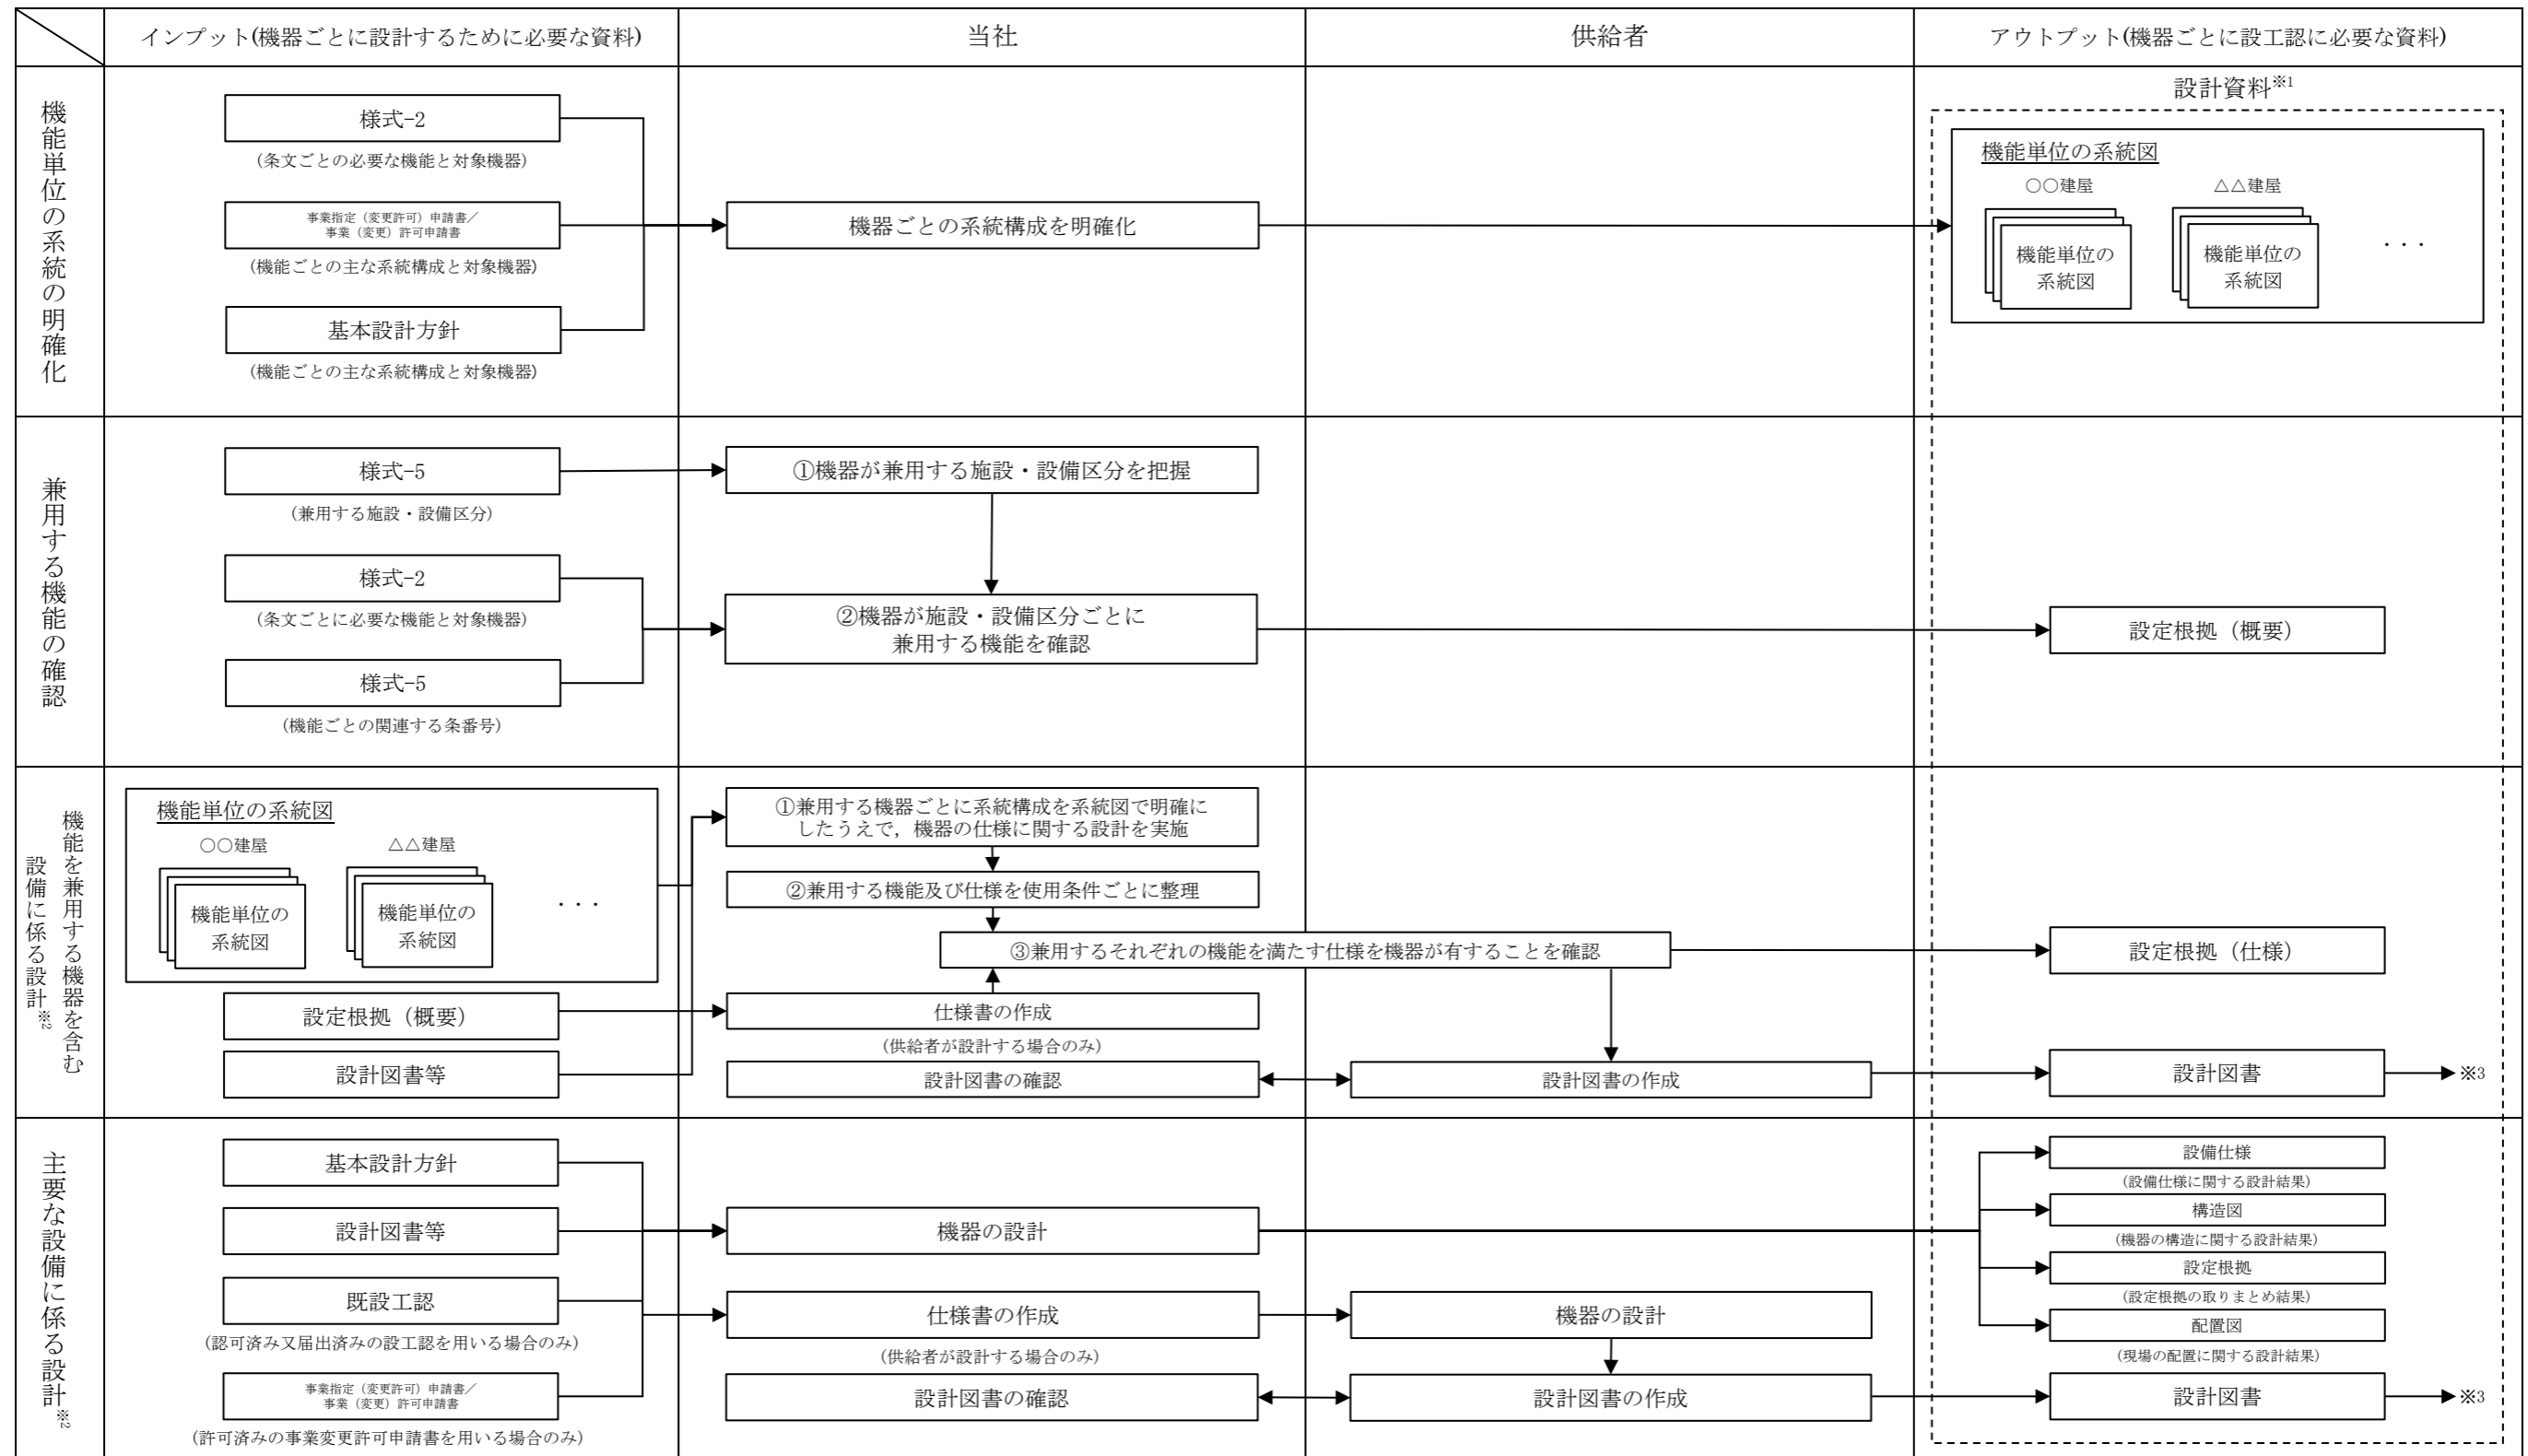 インプット(機器ごとに設計するために必要な資料)
当社
供給者
アウトプット(機器ごとに設工認に必要な資料)
機能単位の系統の明確化
様式-2
(条文ごとの必要な機能と対象機器)
事業指定（変更許可）申請書／
事業（変更）許可申請書
(機能ごとの主な系統構成と対象機器)
基本設計方針
(機能ごとの主な系統構成と対象機器)
機器ごとの系統構成を明確化
設計資料※1
機能単位の系統図
○○建屋
△△建屋
機能単位の
系統図
機能単位の
系統図
・・・
兼用する機能の確認
様式-5
(兼用する施設・設備区分)
様式-2
(条文ごとに必要な機能と対象機器)
様式-5
(機能ごとの関連する条番号)
①機器が兼用する施設・設備区分を把握
②機器が施設・設備区分ごとに
兼用する機能を確認
設定根拠（概要）
機能を兼用する機器を含む
設備に係る設計※2
機能単位の系統図
○○建屋
△△建屋
機能単位の
系統図
機能単位の
系統図
・・・
設定根拠（概要）
設計図書等
①兼用する機器ごとに系統構成を系統図で明確に
したうえで，機器の仕様に関する設計を実施
②兼用する機能及び仕様を使用条件ごとに整理
③兼用するそれぞれの機能を満たす仕様を機器が有することを確認
仕様書の作成
(供給者が設計する場合のみ)
設計図書の確認
設計図書の作成
設定根拠（仕様）
設計図書
※3
主要な設備に係る設計※2
基本設計方針
設計図書等
既設工認
(認可済み又届出済みの設工認を用いる場合のみ)
事業指定（変更許可）申請書／
事業（変更）許可申請書
(許可済みの事業変更許可申請書を用いる場合のみ)
機器の設計
仕様書の作成
(供給者が設計する場合のみ)
設計図書の確認
機器の設計
設計図書の作成
設備仕様
(設備仕様に関する設計結果)
構造図
(機器の構造に関する設計結果)
設定根拠
(設定根拠の取りまとめ結果)
配置図
(現場の配置に関する設計結果)
設計図書
※3